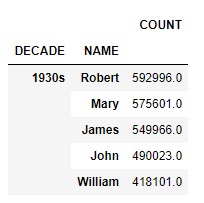 COUNT
DECADE NAME
1930s Robert 592996.0
Mary 575601.0
James 549966.0
John 490023.0
William 418101.0